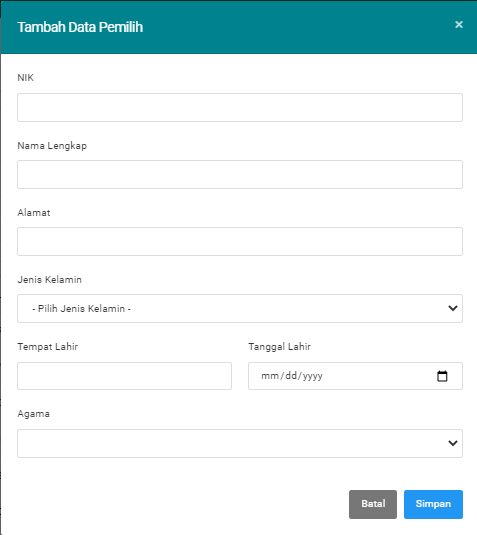 Tambah Data Pemilih ×
NIK
Nama Lengkap
Alamat
Jenis Kelamin
- Pilih Jenis Kelamin -
Tempat Lahir Tanggal Lahir
mm/dd/yyyy
Agama
Batal Simpan